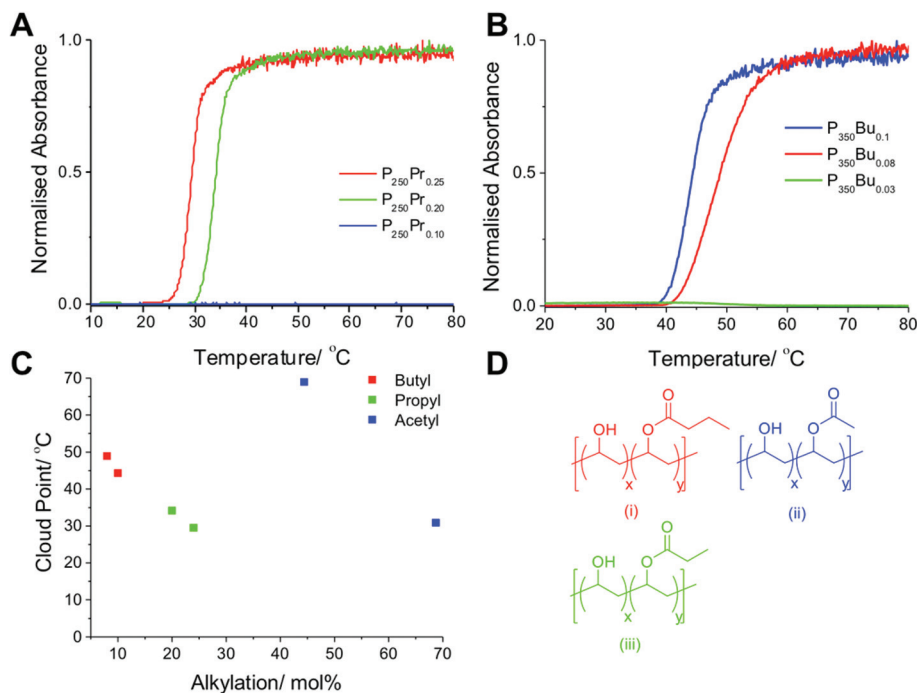 A
Normalised Absorbance
1.0
0.5
0.0
P₂₅₀Pr₀.₂₅
P₂₅₀Pr₀.₂₀
P₂₅₀Pr₀.₁₀
10 20 30 40 50 60 70 80
Temperature/ °C
B
Normalised Absorbance
1.0
0.5
0.0
P₃₅₀Bu₀.₁
P₃₅₀Bu₀.₀₈
P₃₅₀Bu₀.₀₃
20 30 40 50 60 70 80
Temperature/ °C
C
Cloud Point/ °C
70
60
50
40
30
20
10
0
Butyl
Propyl
Acetyl
10 20 30 40 50 60 70
Alkylation/ mol%
D
O
OH O
x y
(i)
O
OH O
x y
(ii)
O
OH O
x y
(iii)